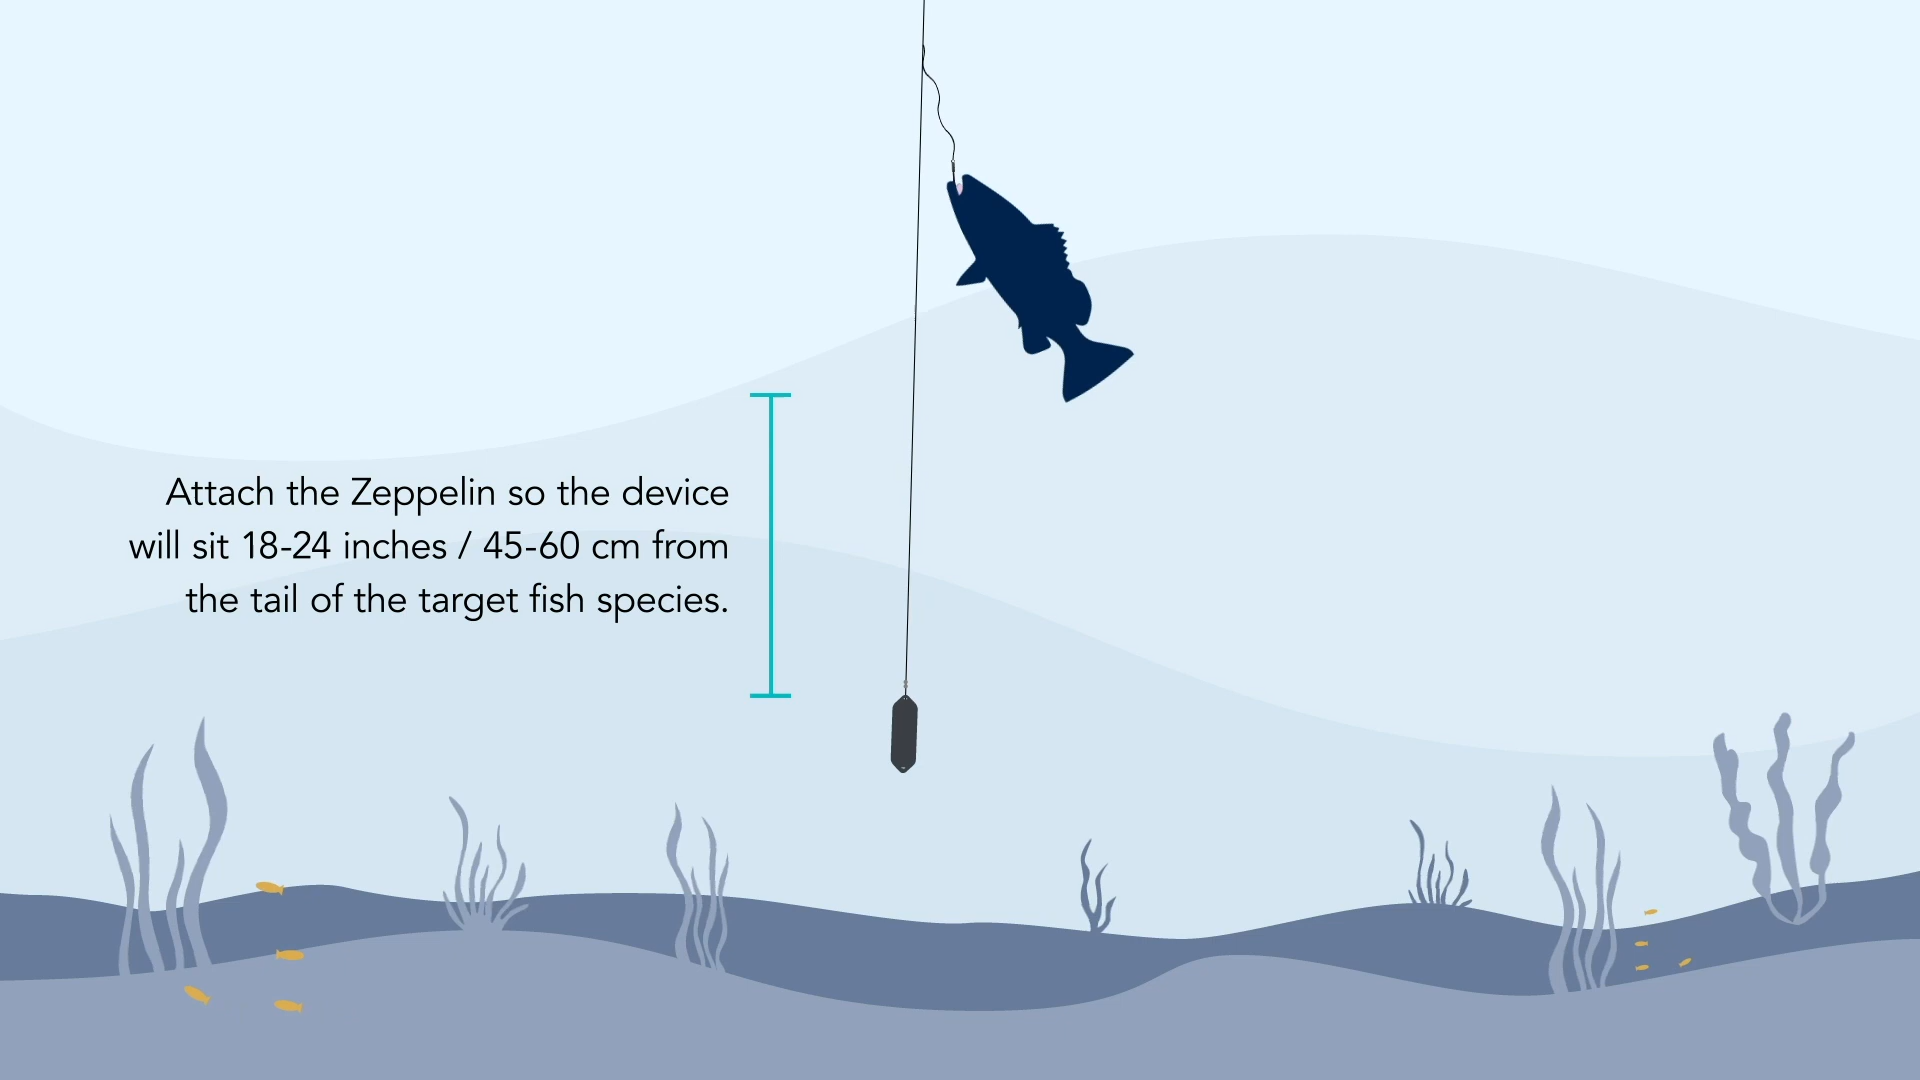 Attach the Zeppelin so the device
will sit 18-24 inches / 45-60 cm from
the tail of the target fish species.